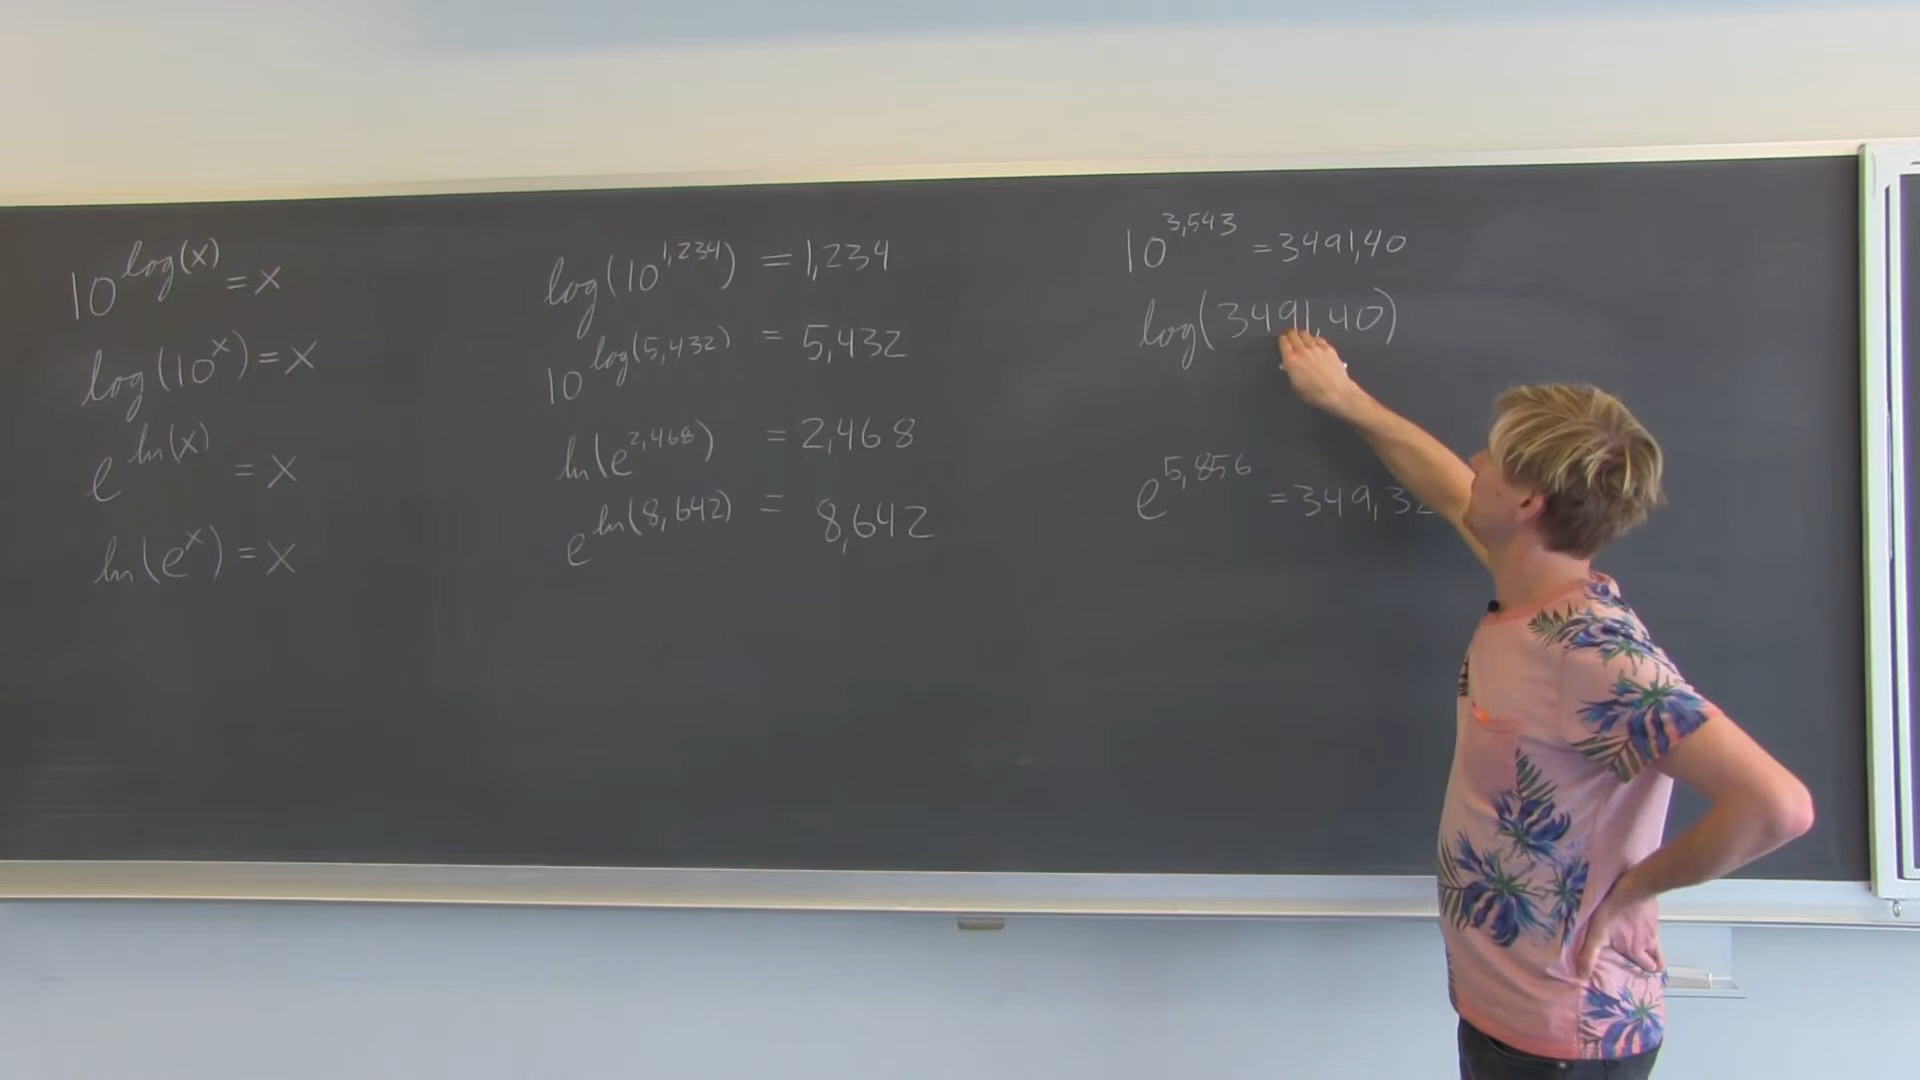 10^log(x) = x
log(10^x) = x
e^ln(x) = x
ln(e^x) = x
log(10^1,234) = 1,234
10^log(5,432) = 5,432
ln(e^2,468) = 2,468
e^ln(8,642) = 8,642
10^3,543 = 3491,40
log(3491,40)
e^5,856 = 349,32